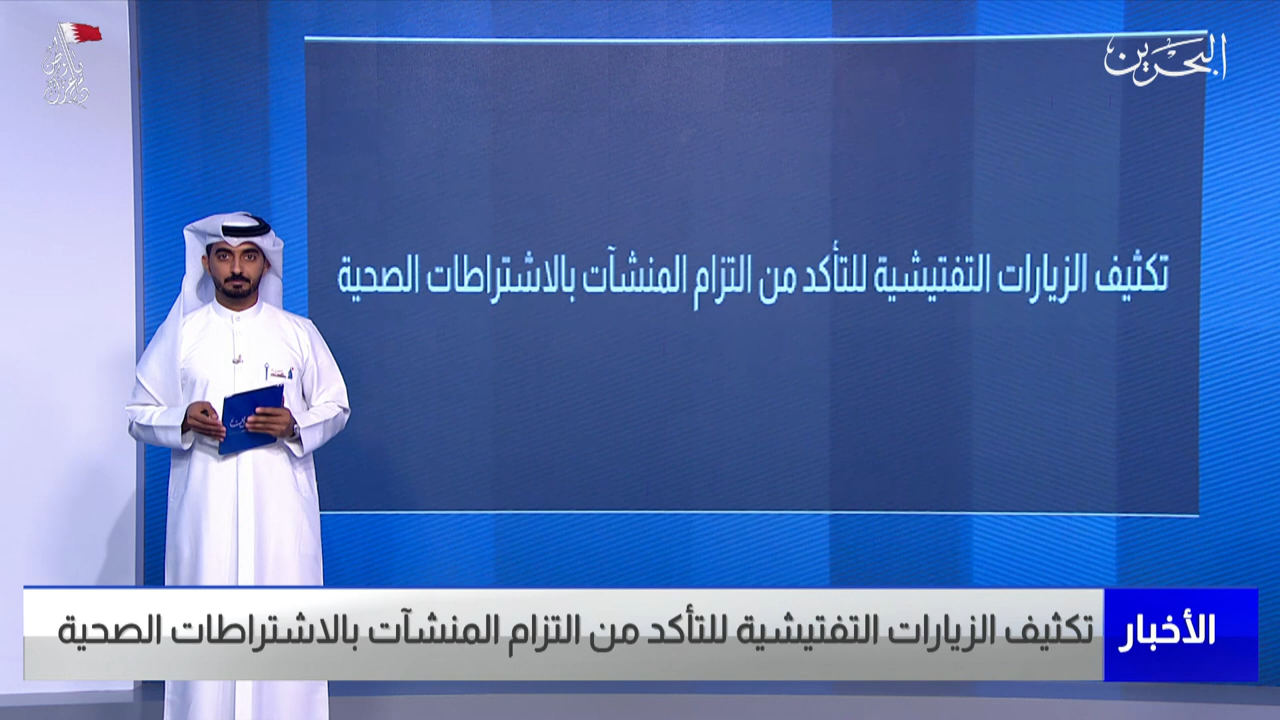 البحرين
تكثيف الزيارات التفتيشية للتأكد من التزام المنشآت بالاشتراطات الصحية
الأخبار
تكثيف الزيارات التفتيشية للتأكد من التزام المنشآت بالاشتراطات الصحية